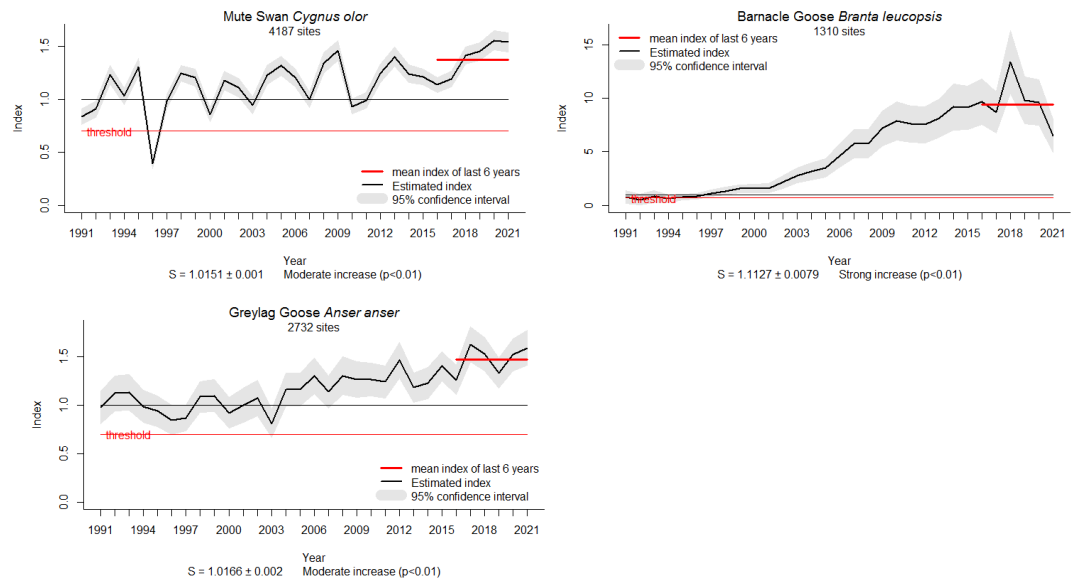 Mute Swan Cygnus olor
4187 sites
Index
0.0
0.5
1.0
1.5
threshold
mean index of last 6 years
Estimated index
95% confidence interval
1991 1994 1997 2000 2003 2006 2009 2012 2015 2018 2021
Year
S = 1.0151 ± 0.001 Moderate increase (p<0.01)
Barnacle Goose Branta leucopsis
1310 sites
Index
0
5
10
15
mean index of last 6 years
Estimated index
95% confidence interval
threshold
1991 1994 1997 2000 2003 2006 2009 2012 2015 2018 2021
Year
S = 1.1127 ± 0.0079 Strong increase (p<0.01)
Greylag Goose Anser anser
2732 sites
Index
0.0
0.5
1.0
1.5
threshold
mean index of last 6 years
Estimated index
95% confidence interval
1991 1994 1997 2000 2003 2006 2009 2012 2015 2018 2021
Year
S = 1.0166 ± 0.002 Moderate increase (p<0.01)